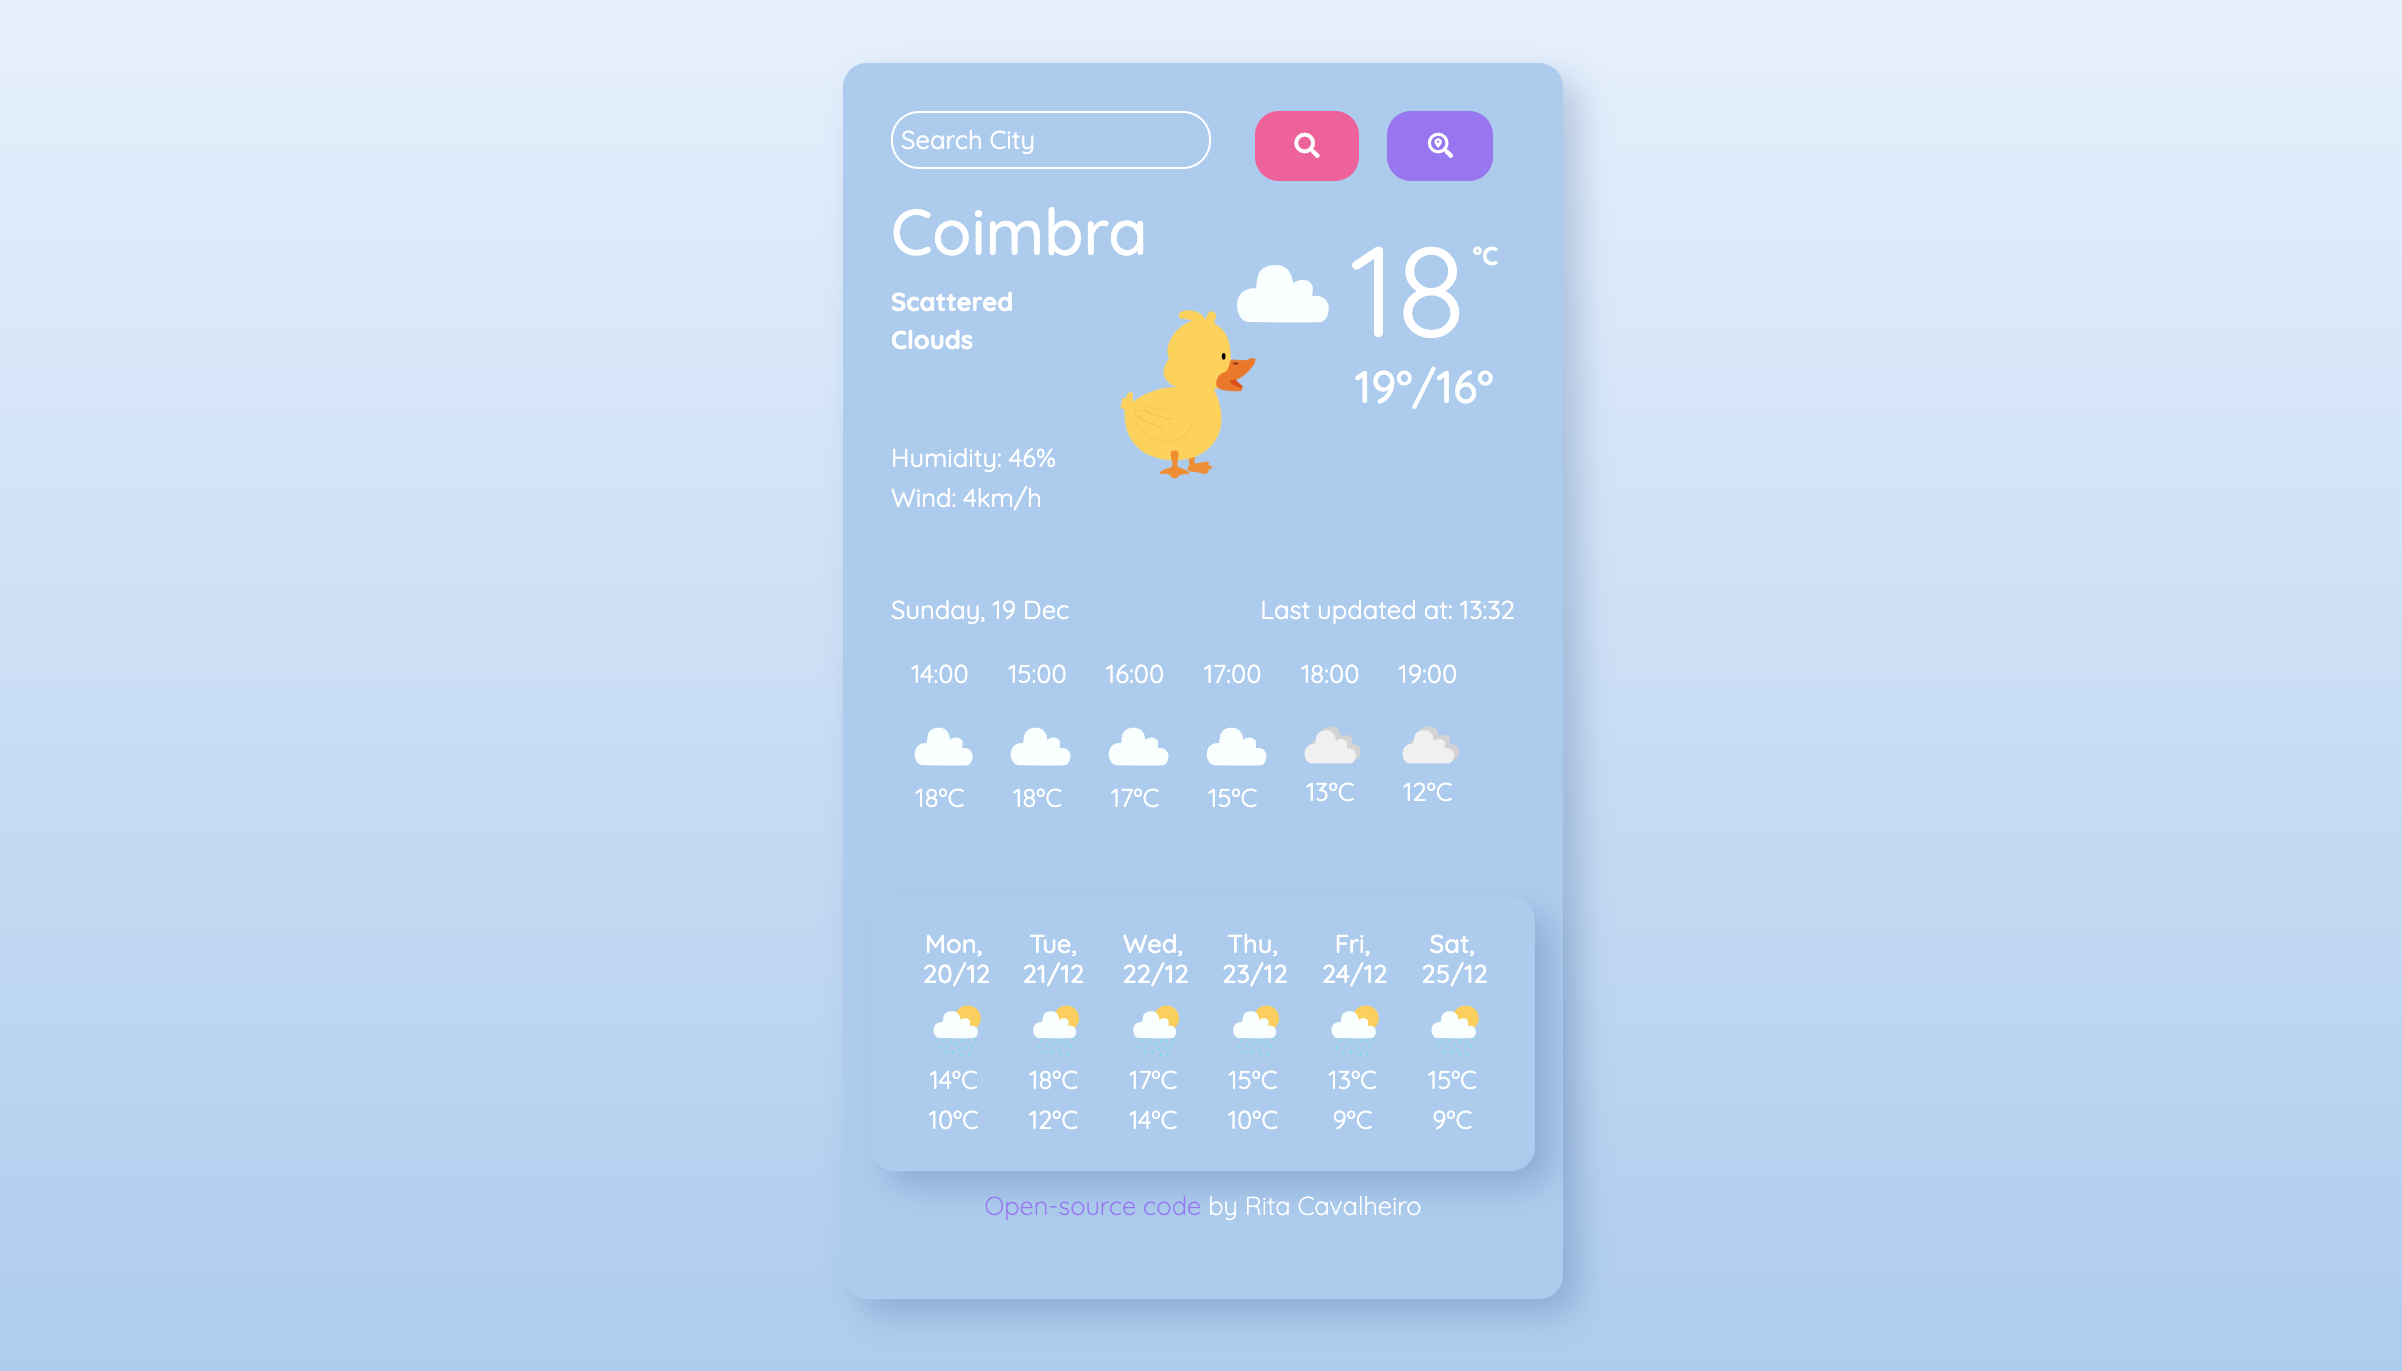 Search City
Coimbra
Scattered
Clouds
18 °C
19°/16°
Humidity: 46%
Wind: 4km/h
Sunday, 19 Dec
Last updated at: 13:32
14:00 15:00 16:00 17:00 18:00 19:00
18°C 18°C 17°C 15°C 13°C 12°C
Mon, Tue, Wed, Thu, Fri, Sat,
20/12 21/12 22/12 23/12 24/12 25/12
14°C 18°C 17°C 15°C 13°C 15°C
10°C 12°C 14°C 10°C 9°C 9°C
Open-source code by Rita Cavalheiro